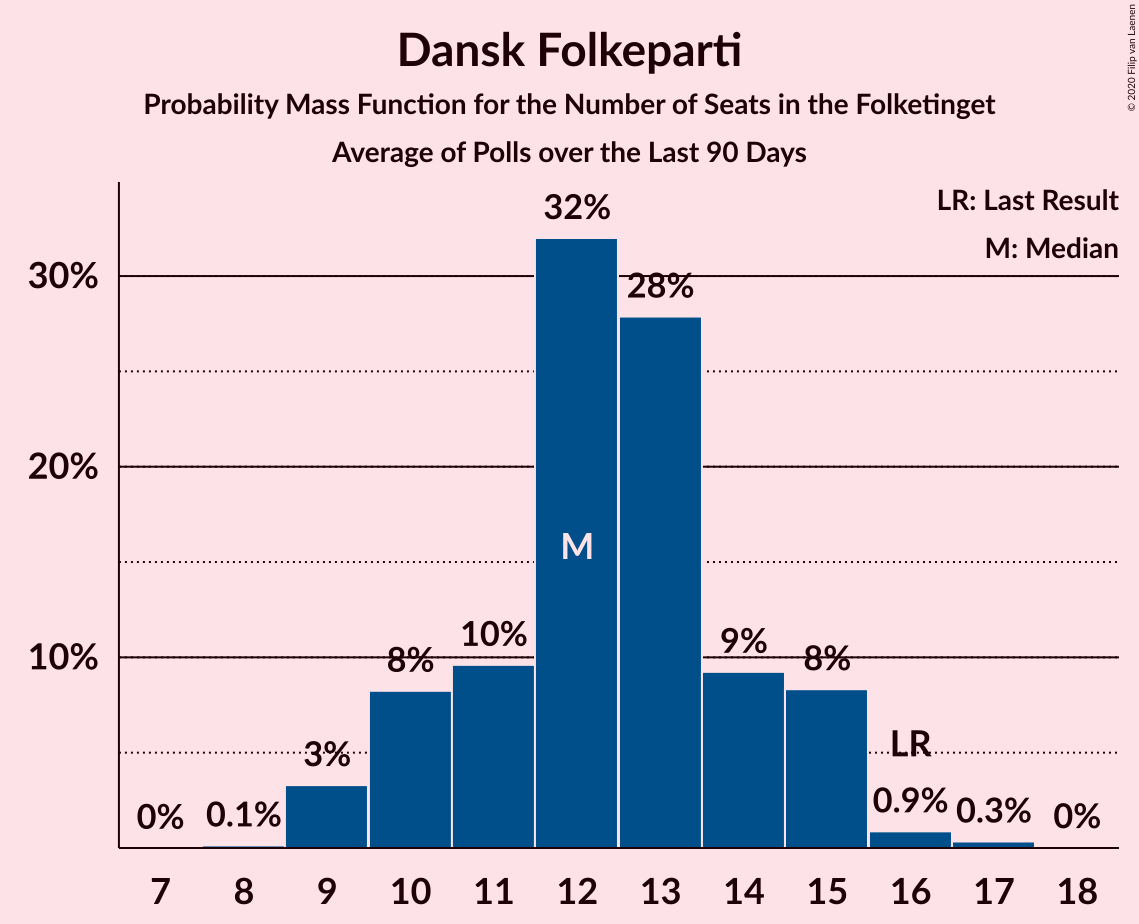 Dansk Folkeparti
Probability Mass Function for the Number of Seats in the Folketinget
Average of Polls over the Last 90 Days
© 2020 Filip van Laenen
LR: Last Result
M: Median
30%
20%
10%
0%
0.1%
3%
8%
10%
32%
28%
9%
8%
0.9%
0.3%
0%
M
LR
7 8 9 10 11 12 13 14 15 16 17 18